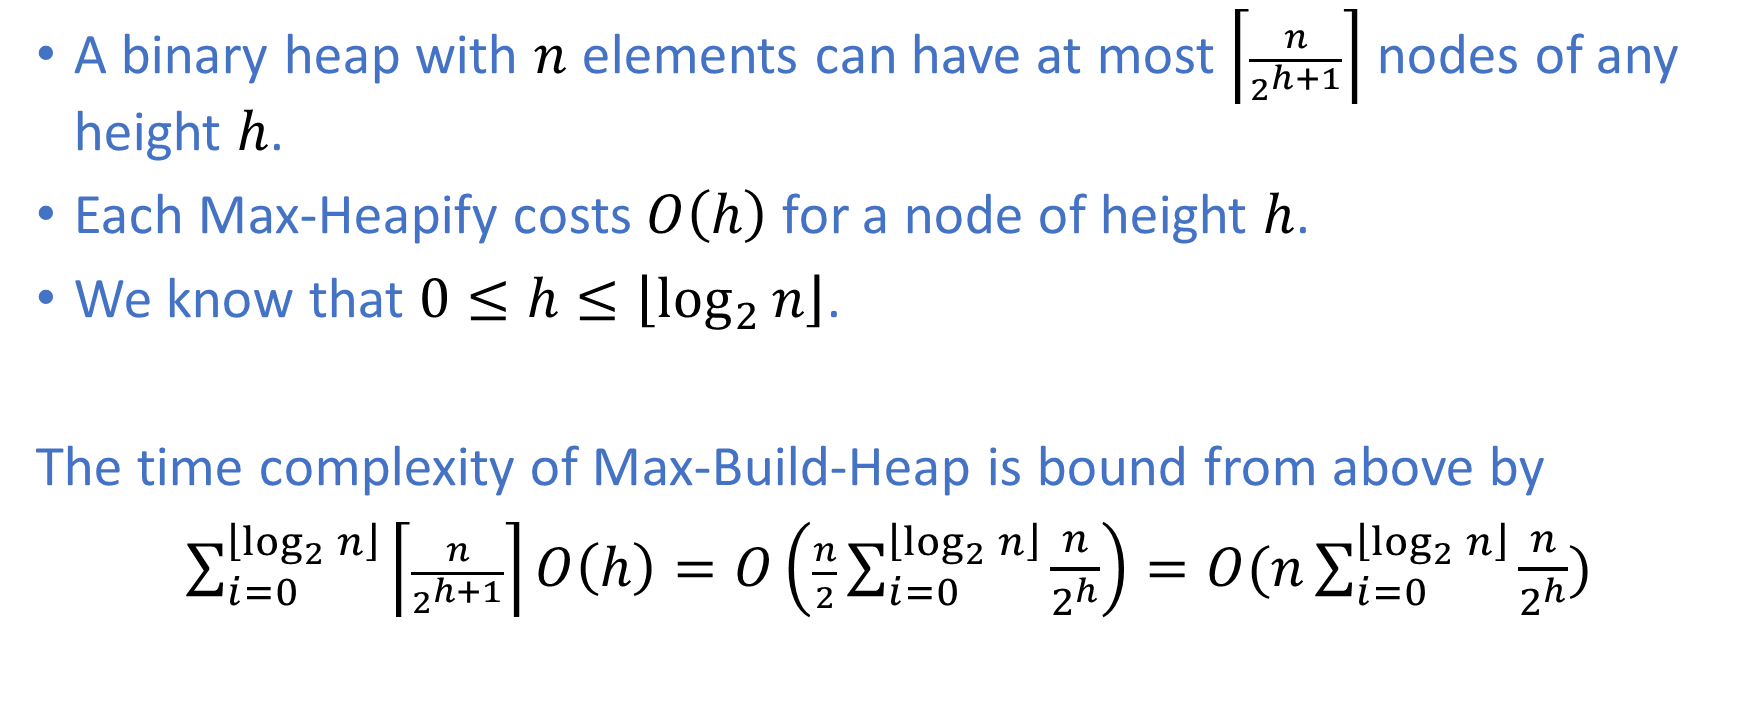 • A binary heap with n elements can have at most ⌈n/2^{h+1}⌉ nodes of any
height h.
• Each Max-Heapify costs O(h) for a node of height h.
• We know that 0 ≤ h ≤ ⌊log₂ n⌋.
The time complexity of Max-Build-Heap is bound from above by
∑_{i=0}^{⌊log₂ n⌋} ⌈n/2^{h+1}⌉ O(h) = O(n/2 ∑_{i=0}^{⌊log₂ n⌋} n/2^h) = O(n ∑_{i=0}^{⌊log₂ n⌋} n/2^h)